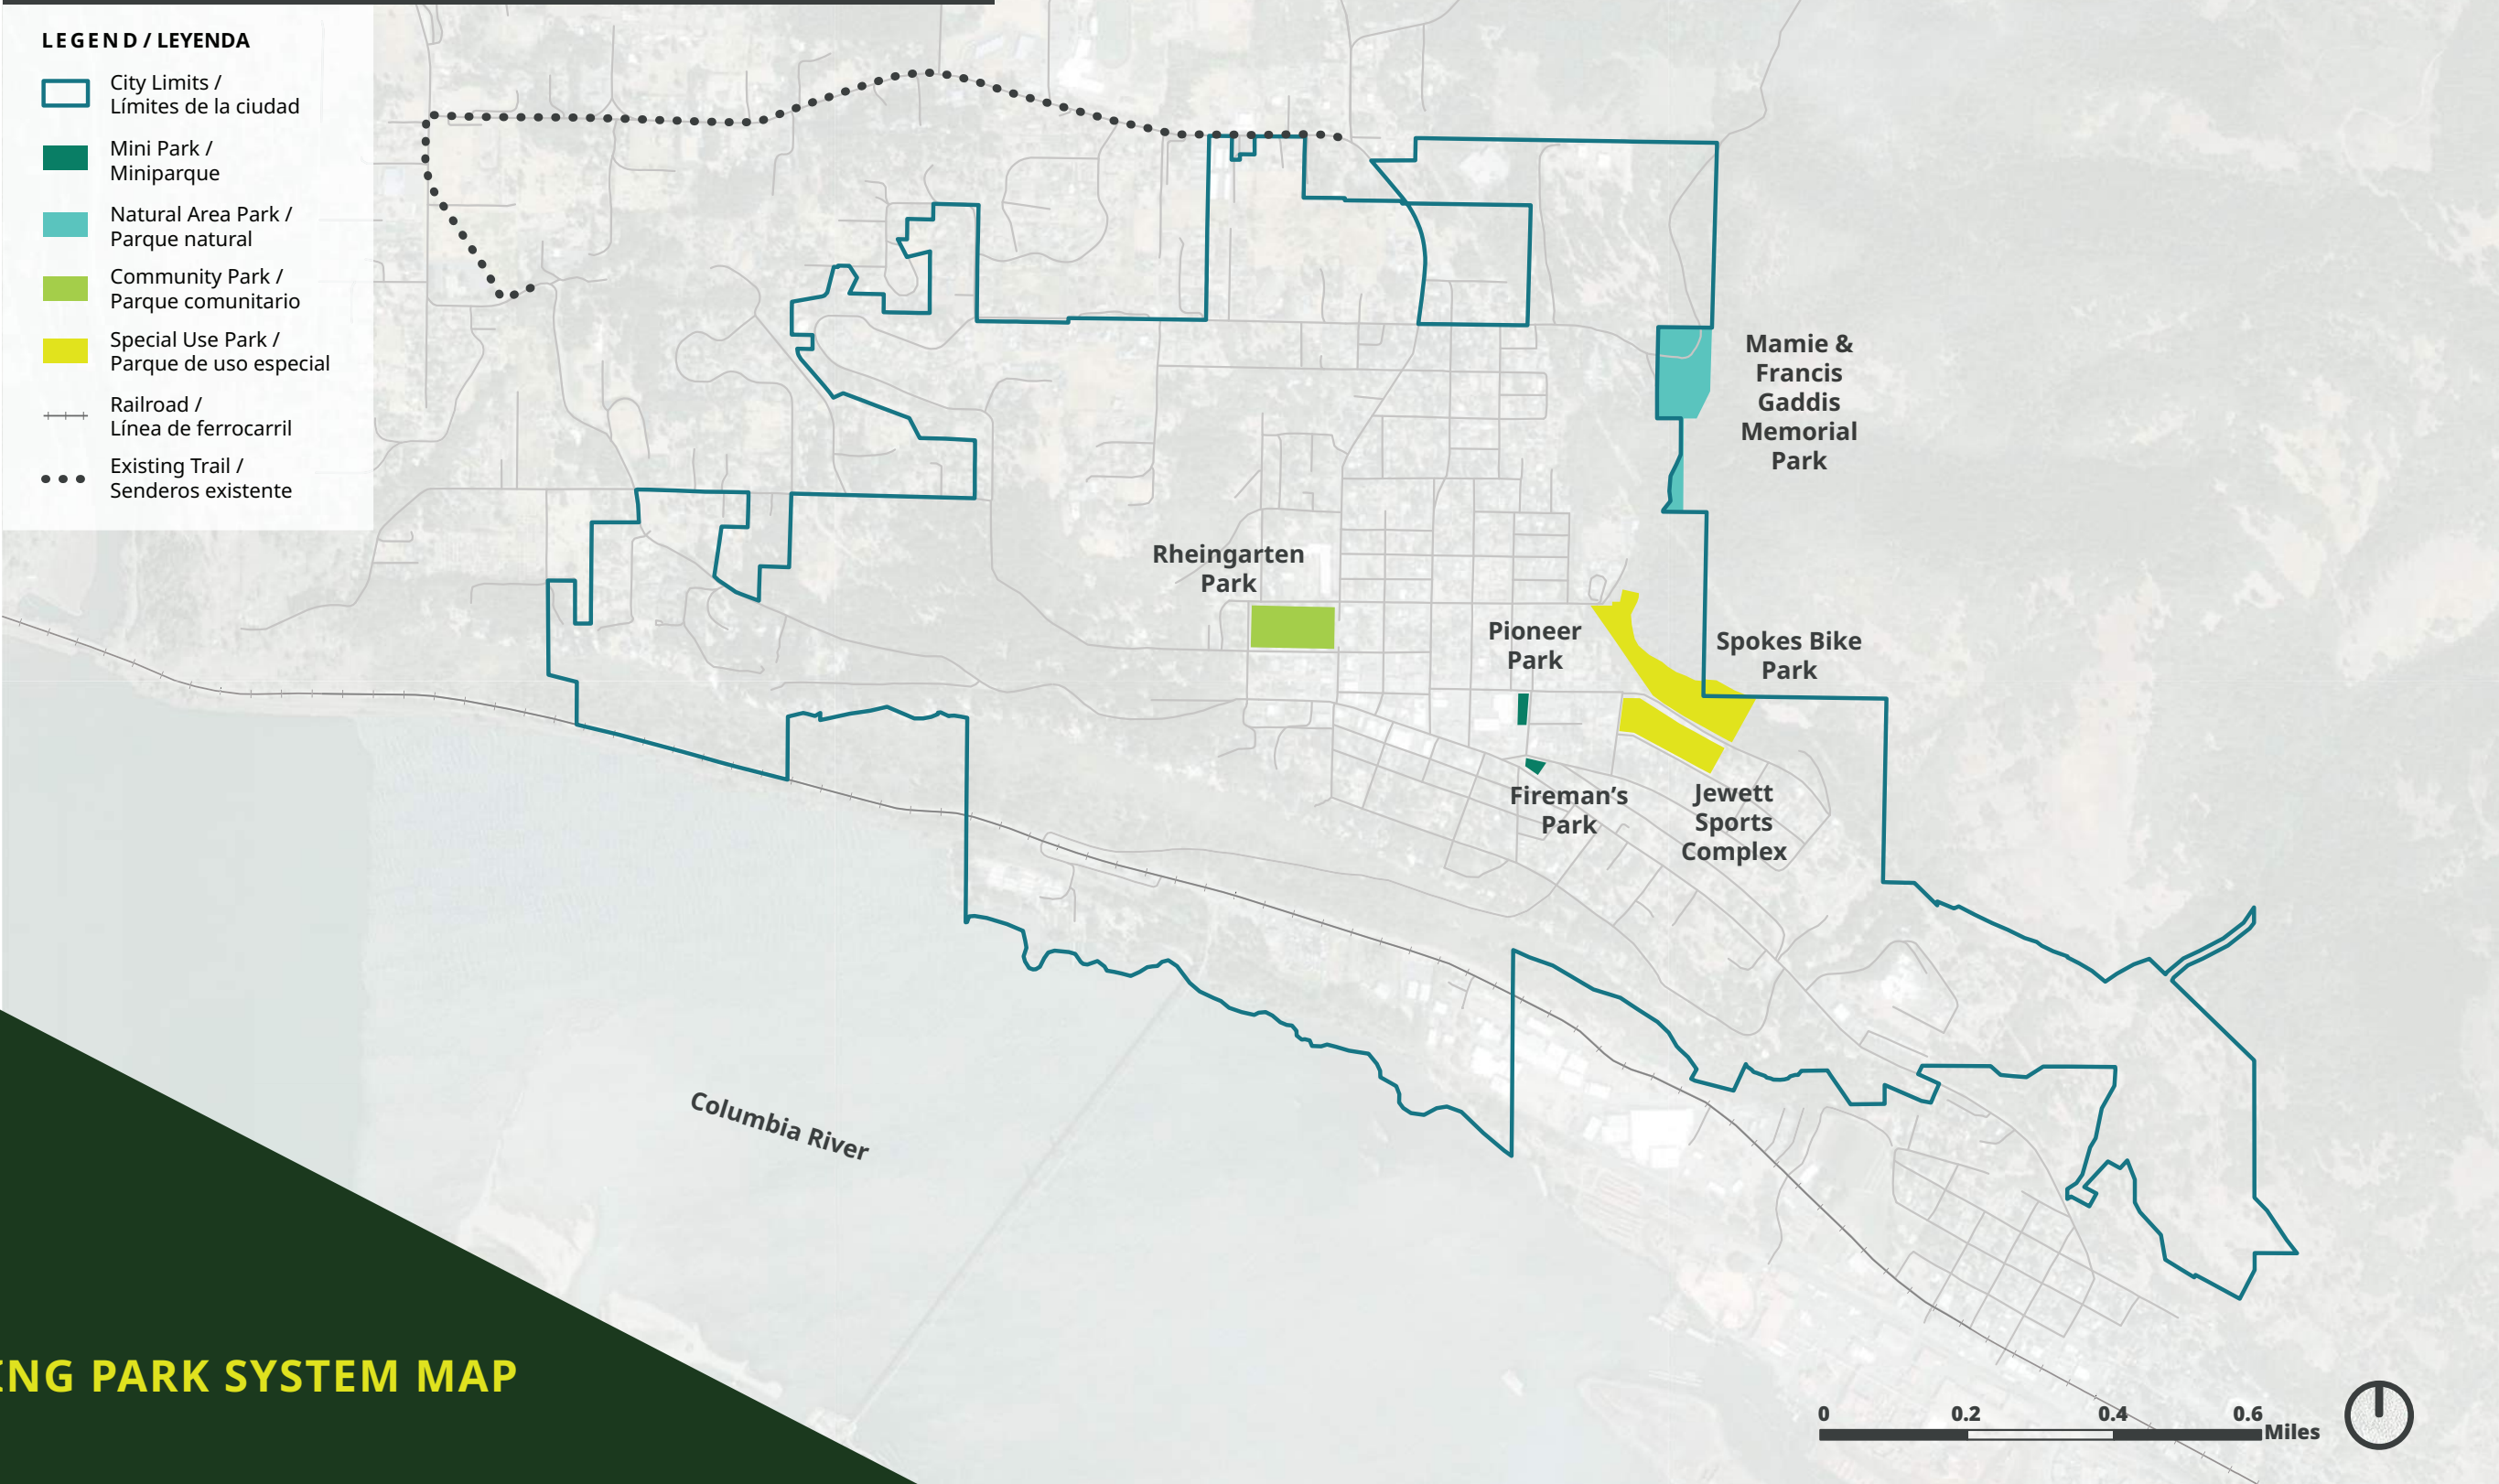 LEGEND / LEYENDA
City Limits /
Límites de la ciudad
Mini Park /
Miniparque
Natural Area Park /
Parque natural
Community Park /
Parque comunitario
Special Use Park /
Parque de uso especial
Railroad /
Línea de ferrocarril
Existing Trail /
Senderos existente
Mamie &
Francis
Gaddis
Memorial
Park
Rheingarten
Park
Pioneer
Park
Spokes Bike
Park
Fireman’s
Park
Jewett
Sports
Complex
Columbia River
ING PARK SYSTEM MAP
0 0.2 0.4 0.6
Miles